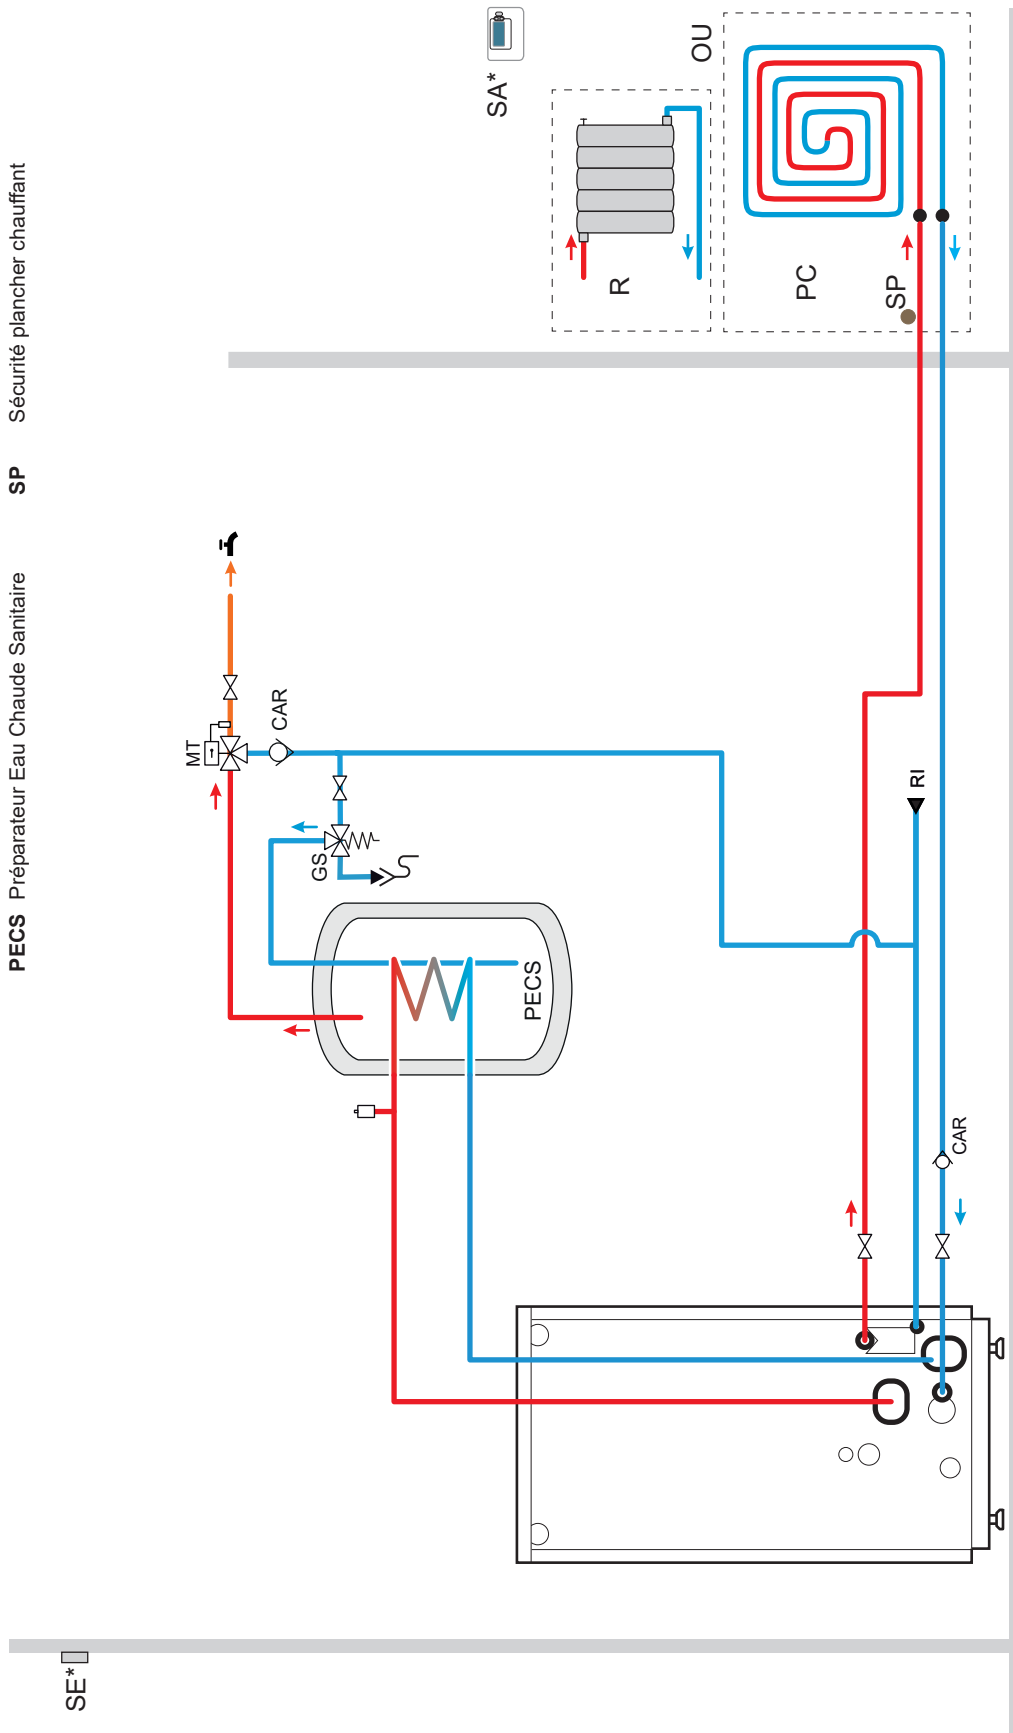 PECS Préparateur Eau Chaude Sanitaire
SP Sécurité plancher chauffant
SE*
SA*
MT
CAR
GS
PECS
R
OU
PC
SP
RI
CAR